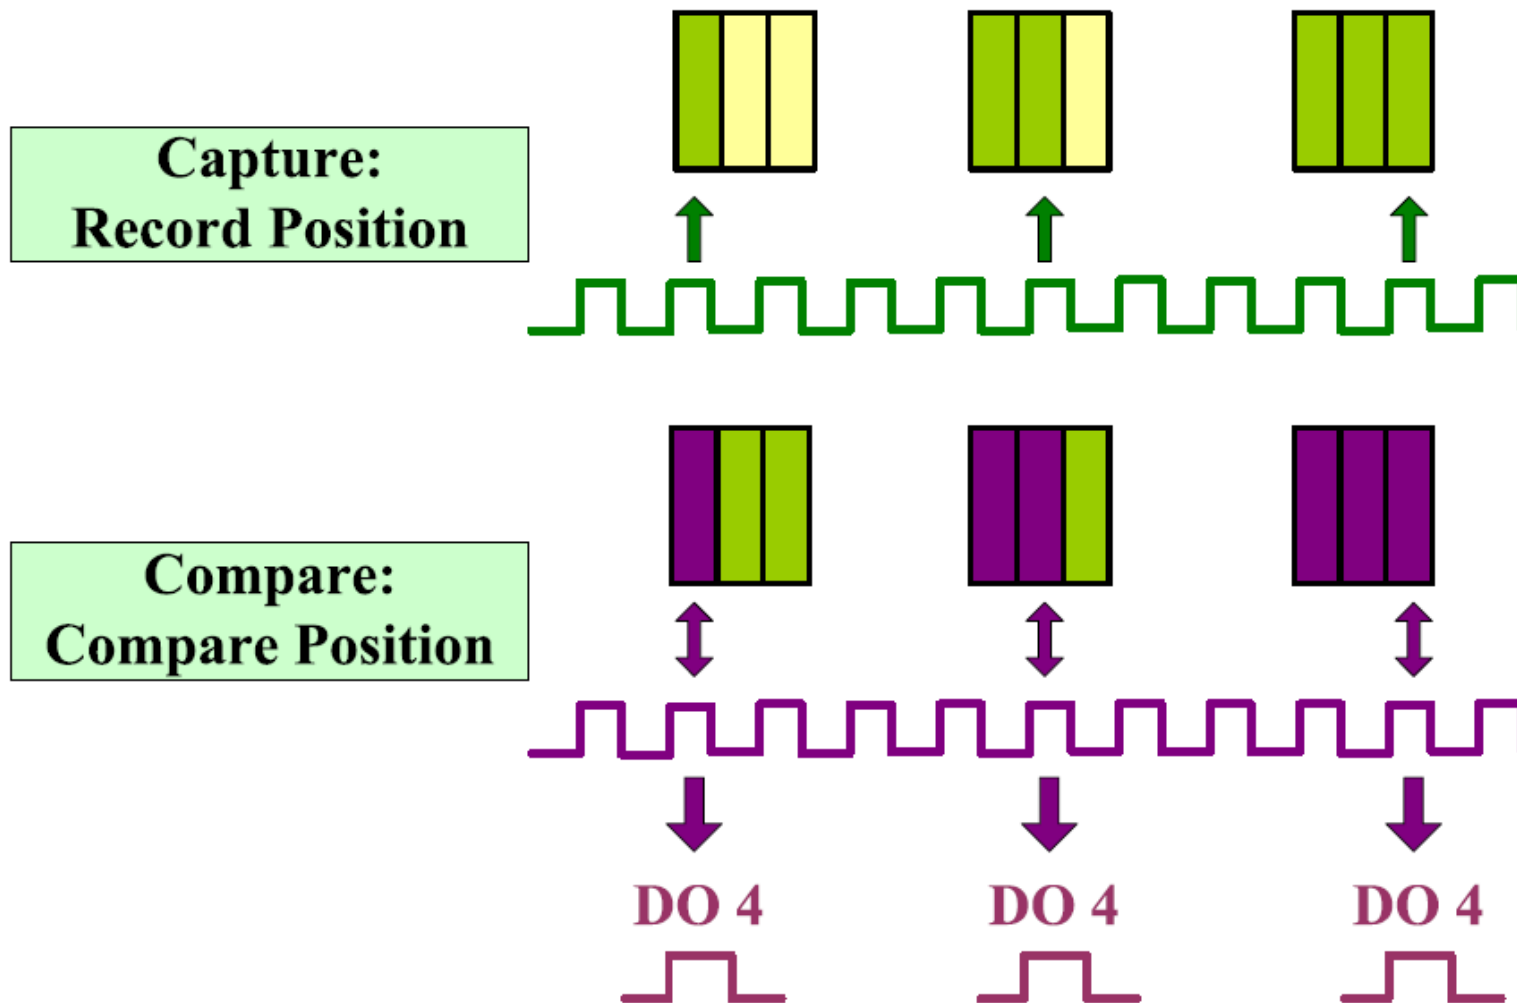 Capture:
Record Position
Compare:
Compare Position
DO 4 DO 4 DO 4